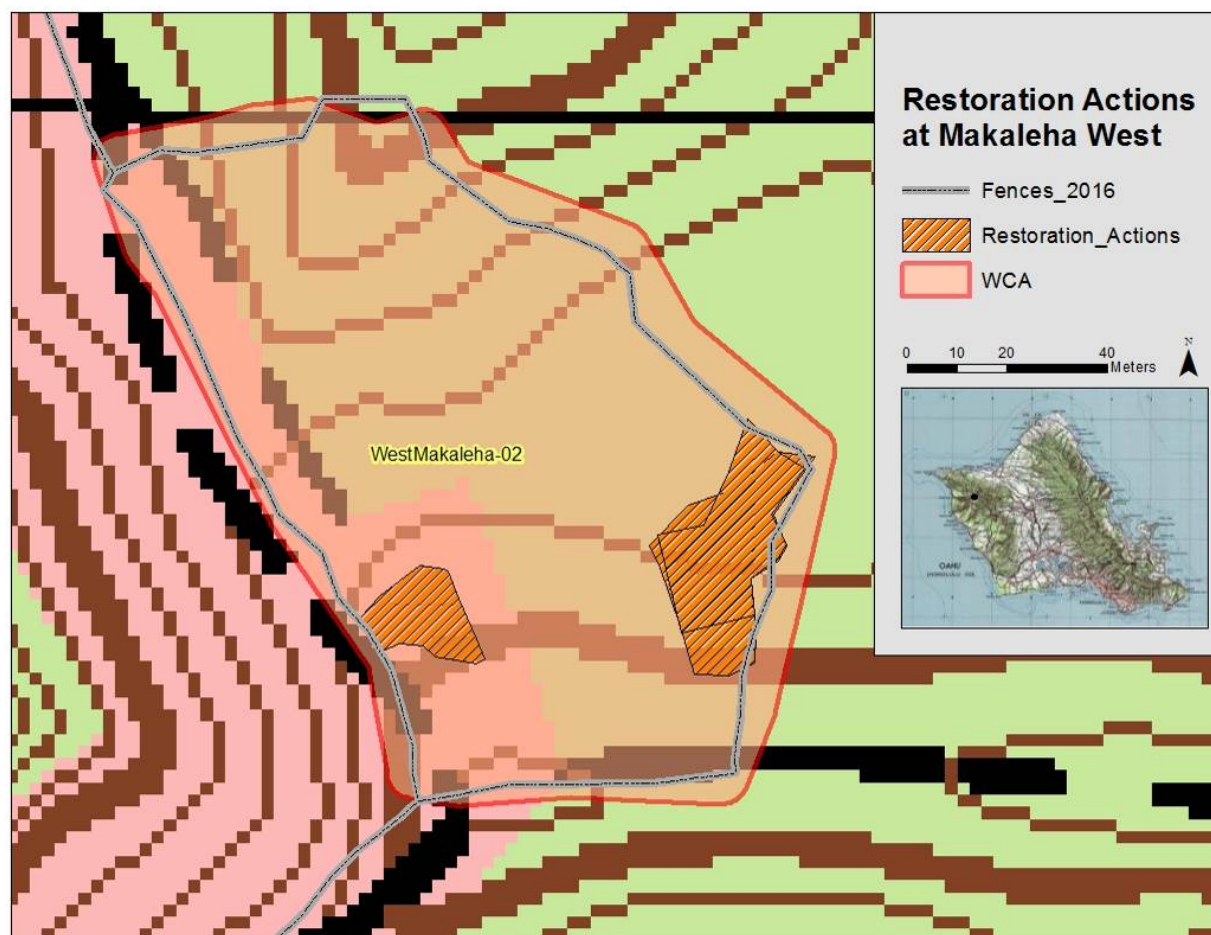 Restoration Actions
at Makaleha West
Fences_2016
Restoration_Actions
WCA
0 10 20 40
Meters
N
WestMakaleha-02
OAHU